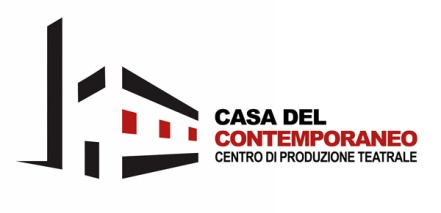 CASA DEL
CONTEMPORANEO
CENTRO DI PRODUZIONE TEATRALE